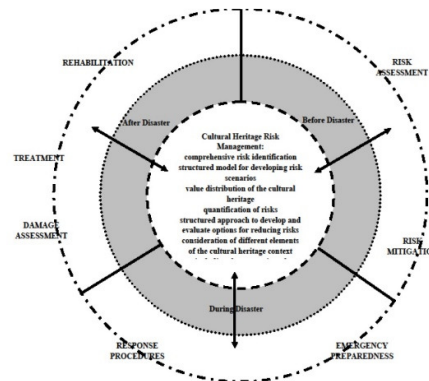 REHABILITATION
RISK
ASSESSMENT
After Disaster
Before Disaster
Cultural Heritage Risk
Management:
comprehensive risk identification
structured model for developing risk
scenarios
value distribution of the cultural
heritage
quantification of risks
structured approach to develop and
evaluate options for reducing risks
consideration of different elements
of the cultural heritage context
TREATMENT
DAMAGE
ASSESSMENT
RISK
MITIGATION
During Disaster
RESPONSE
PROCEDURES
EMERGENCY
PREPAREDNESS